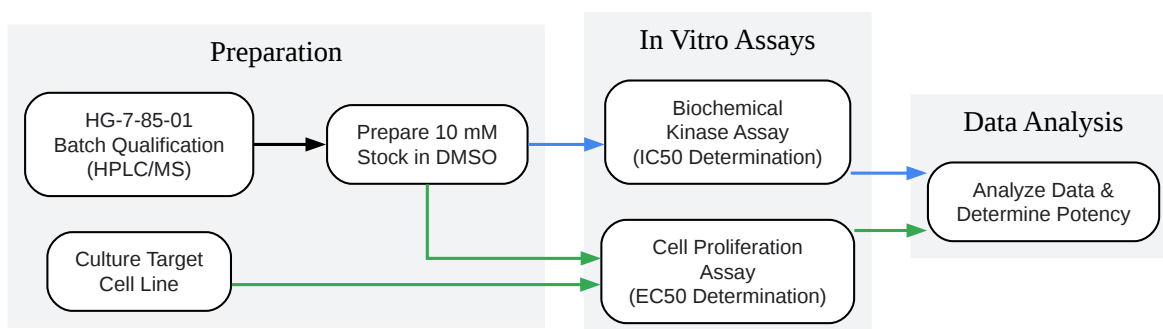 Preparation
HG-7-85-01
Batch Qualification
(HPLC/MS)
Prepare 10 mM
Stock in DMSO
Culture Target
Cell Line
In Vitro Assays
Biochemical
Kinase Assay
(IC50 Determination)
Cell Proliferation
Assay
(EC50 Determination)
Data Analysis
Analyze Data &
Determine Potency